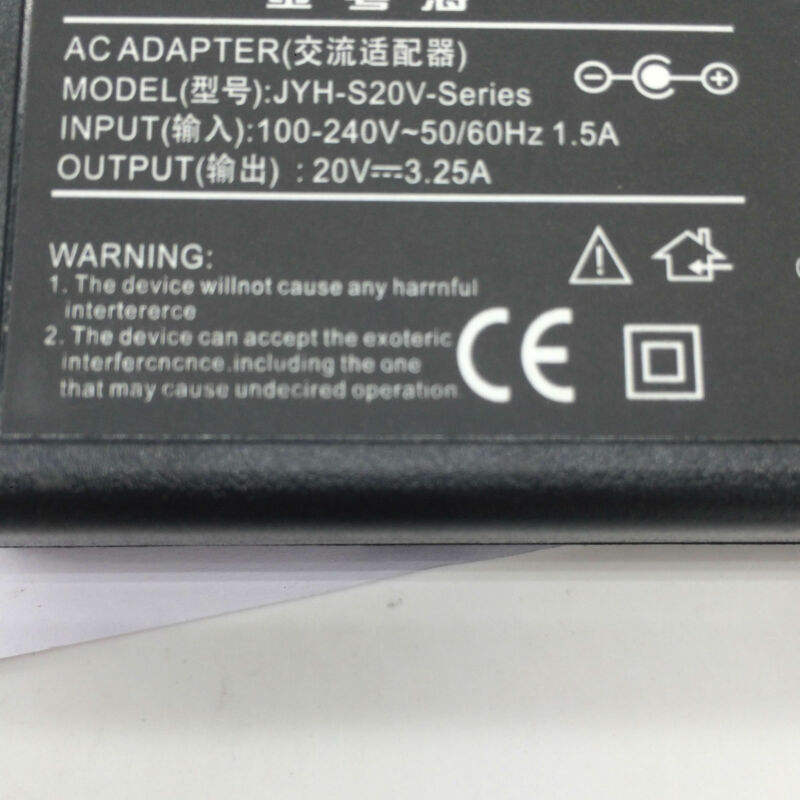 AC ADAPTER(交流适配器)
MODEL(型号):JYH-S20V-Series
INPUT(输入):100-240V~50/60Hz 1.5A
OUTPUT(输出) : 20V⎓3.25A
WARNING:
1. The device willnot cause any harrnful
intertererce
2. The device can accept the exoteric
interfercncnce.including the one
that may cause undecired operation
CE